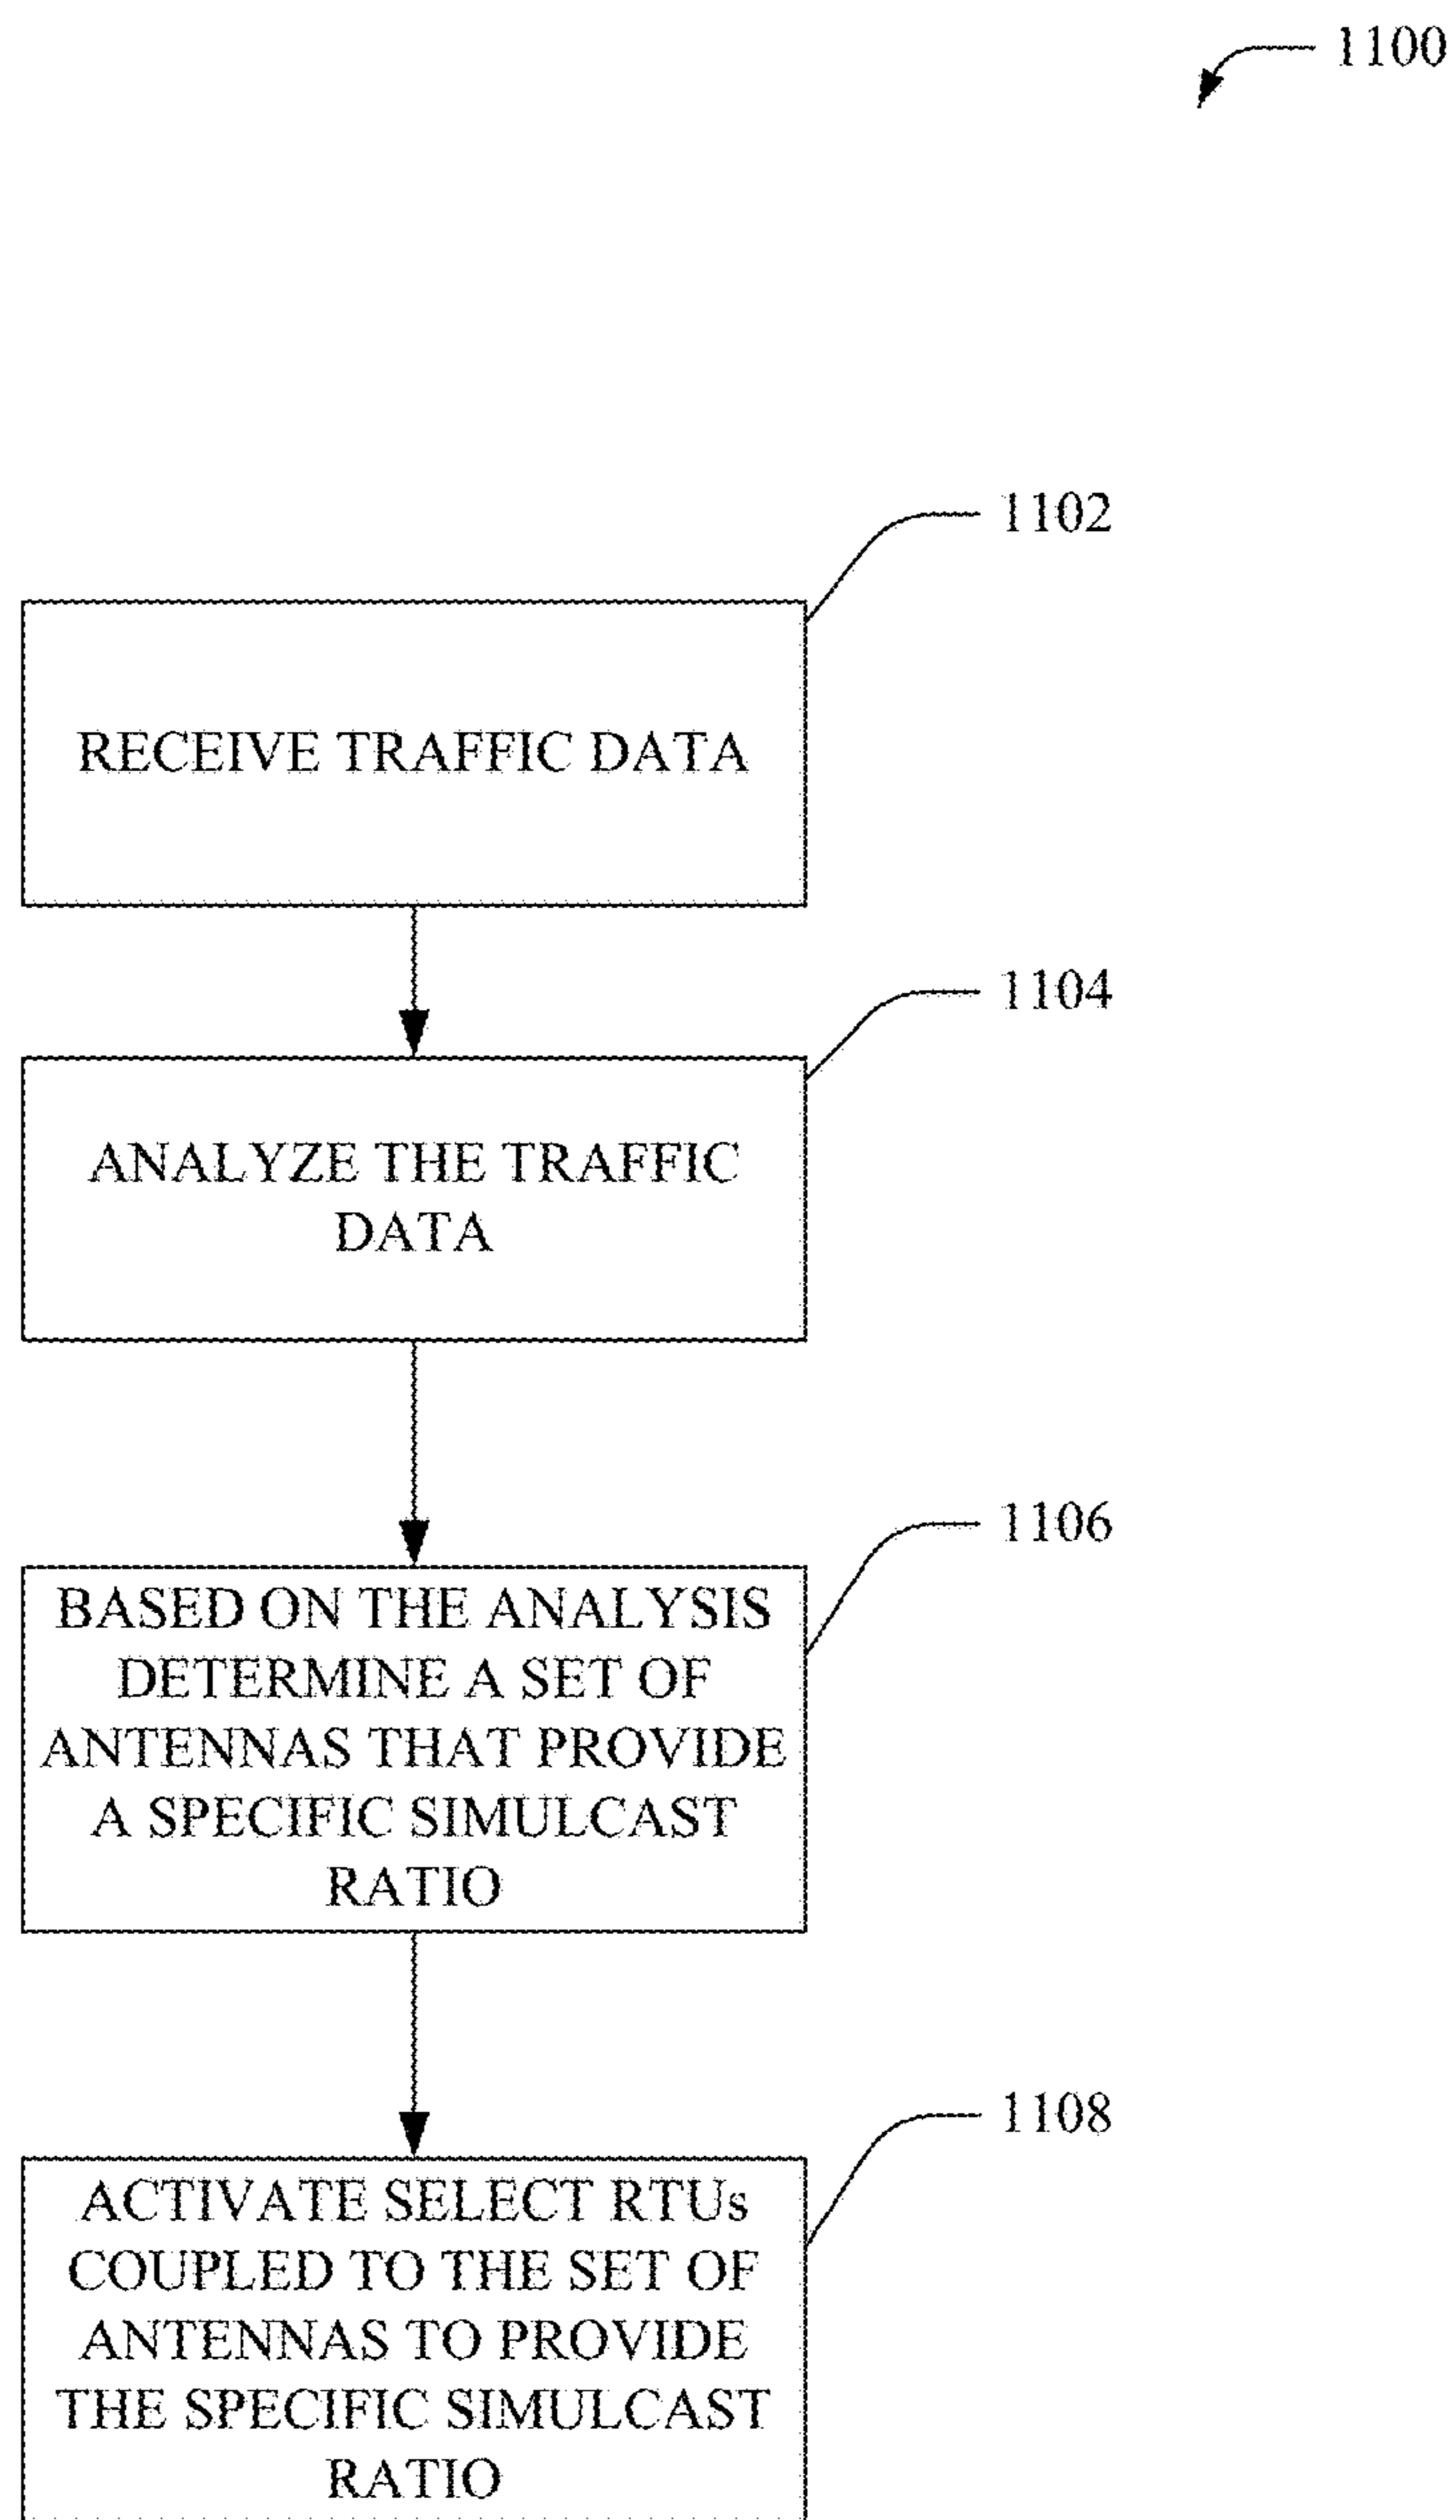 1100
1102
RECEIVE TRAFFIC DATA
1104
ANALYZE THE TRAFFIC
DATA
1106
BASED ON THE ANALYSIS
DETERMINE A SET OF
ANTENNAS THAT PROVIDE
A SPECIFIC SIMULCAST
RATIO
1108
ACTIVATE SELECT RTUs
COUPLED TO THE SET OF
ANTENNAS TO PROVIDE
THE SPECIFIC SIMULCAST
RATIO